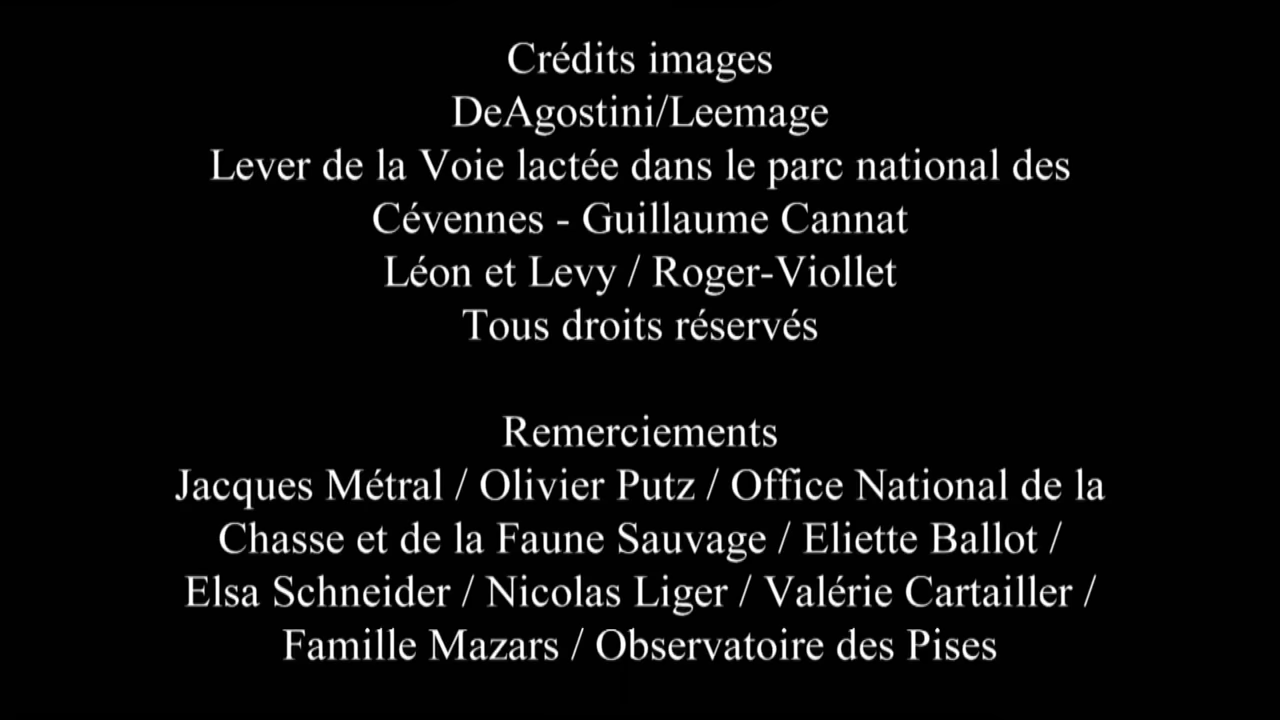 Crédits images
DeAgostini/Leemage
Lever de la Voie lactée dans le parc national des
Cévennes - Guillaume Cannat
Léon et Levy / Roger-Viollet
Tous droits réservés
Remerciements
Jacques Métral / Olivier Putz / Office National de la
Chasse et de la Faune Sauvage / Eliette Ballot /
Elsa Schneider / Nicolas Liger / Valérie Cartailler /
Famille Mazars / Observatoire des Pises